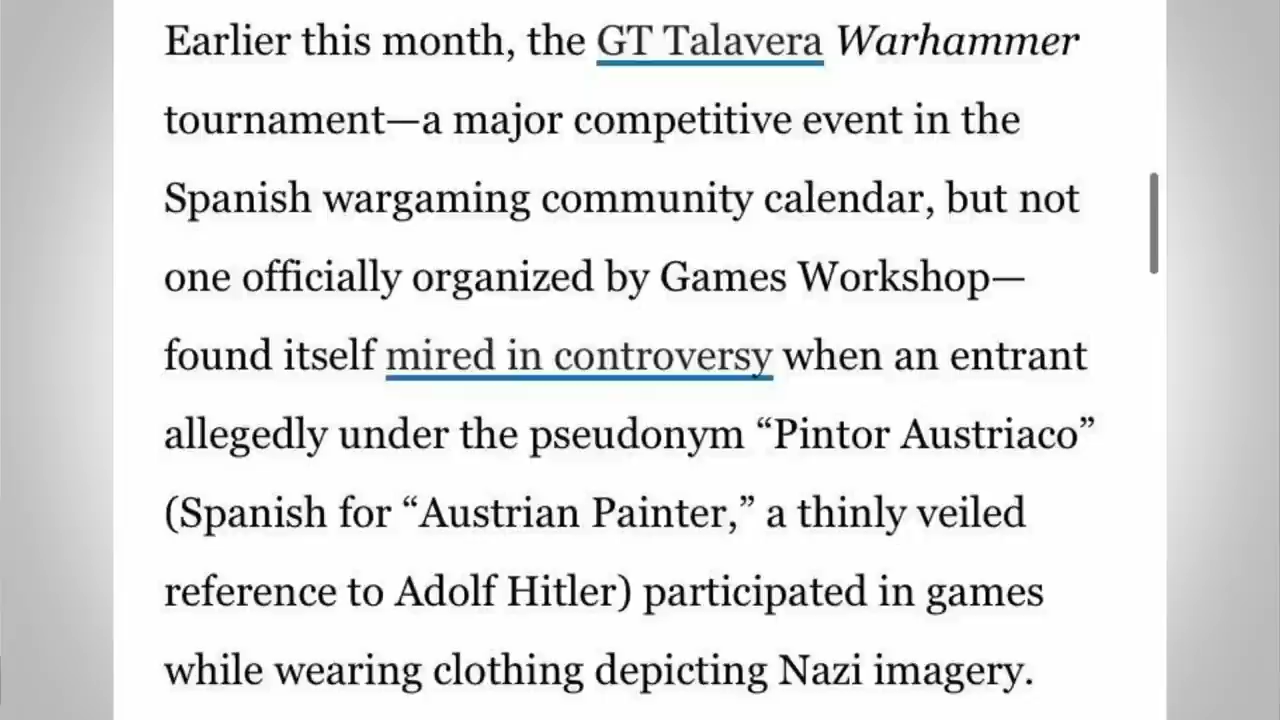 Earlier this month, the GT Talavera Warhammer
tournament—a major competitive event in the
Spanish wargaming community calendar, but not
one officially organized by Games Workshop—
found itself mired in controversy when an entrant
allegedly under the pseudonym “Pintor Austriaco”
(Spanish for “Austrian Painter,” a thinly veiled
reference to Adolf Hitler) participated in games
while wearing clothing depicting Nazi imagery.